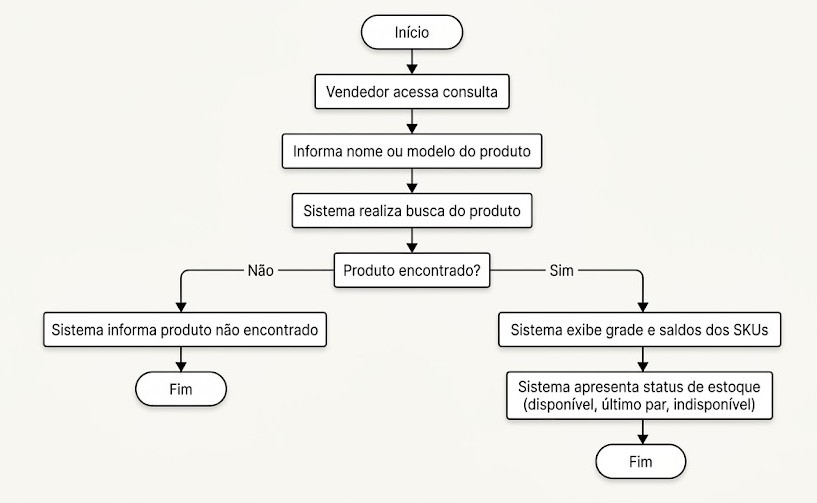 Início
Vendedor acessa consulta
Informa nome ou modelo do produto
Sistema realiza busca do produto
Produto encontrado?
Não
Sim
Sistema informa produto não encontrado
Fim
Sistema exibe grade e saldos dos SKUs
Sistema apresenta status de estoque
(disponível, último par, indisponível)
Fim